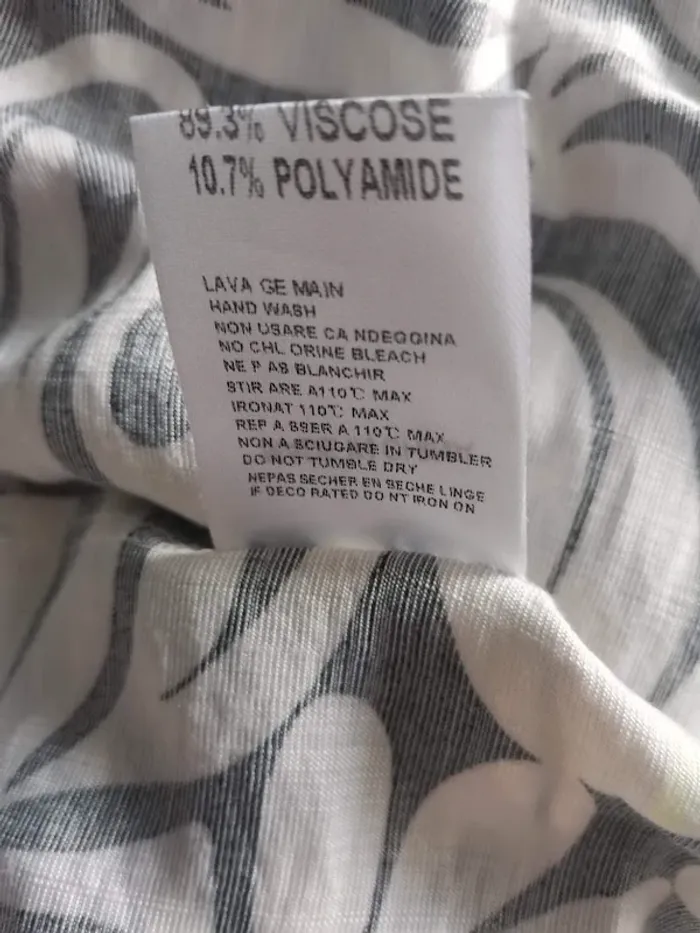 89.3% VISCOSE
10.7% POLYAMIDE
LAVA GE MAIN
HAND WASH
NON USARE CA NDEGGINA
NO CHL ORINE BLEACH
NE P AS BLANCHIR
STIR ARE A110℃ MAX
IRONAT 110℃ MAX
REP A SSER A 110℃ MAX
NON A SCIUGARE IN TUMBLER
DO NOT TUMBLE DRY
NEPAS SECHER EN SECHE LINGE
IF DECO RATED DO NT IRON ON